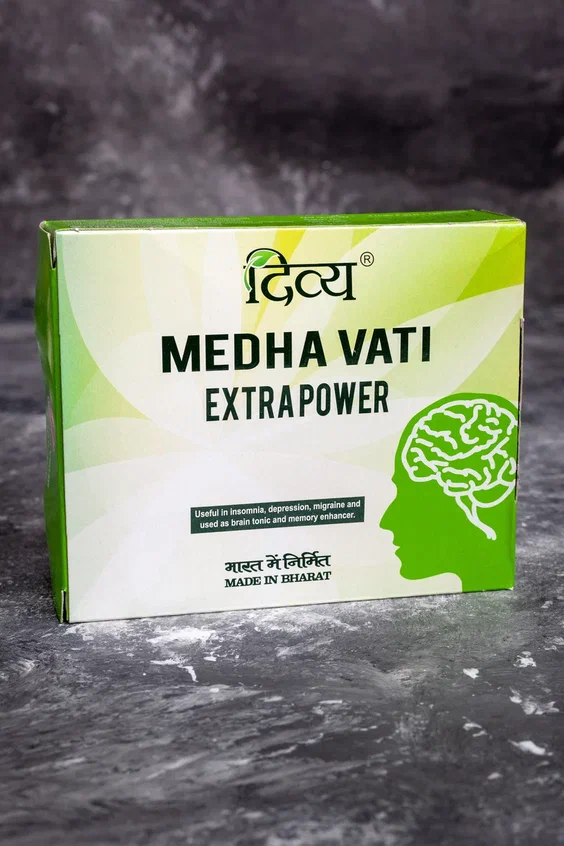 दिव्य®
MEDHA VATI
EXTRAPOWER
Useful in insomnia, depression, migraine and
used as brain tonic and memory enhancer.
भारत में निर्मित
MADE IN BHARAT